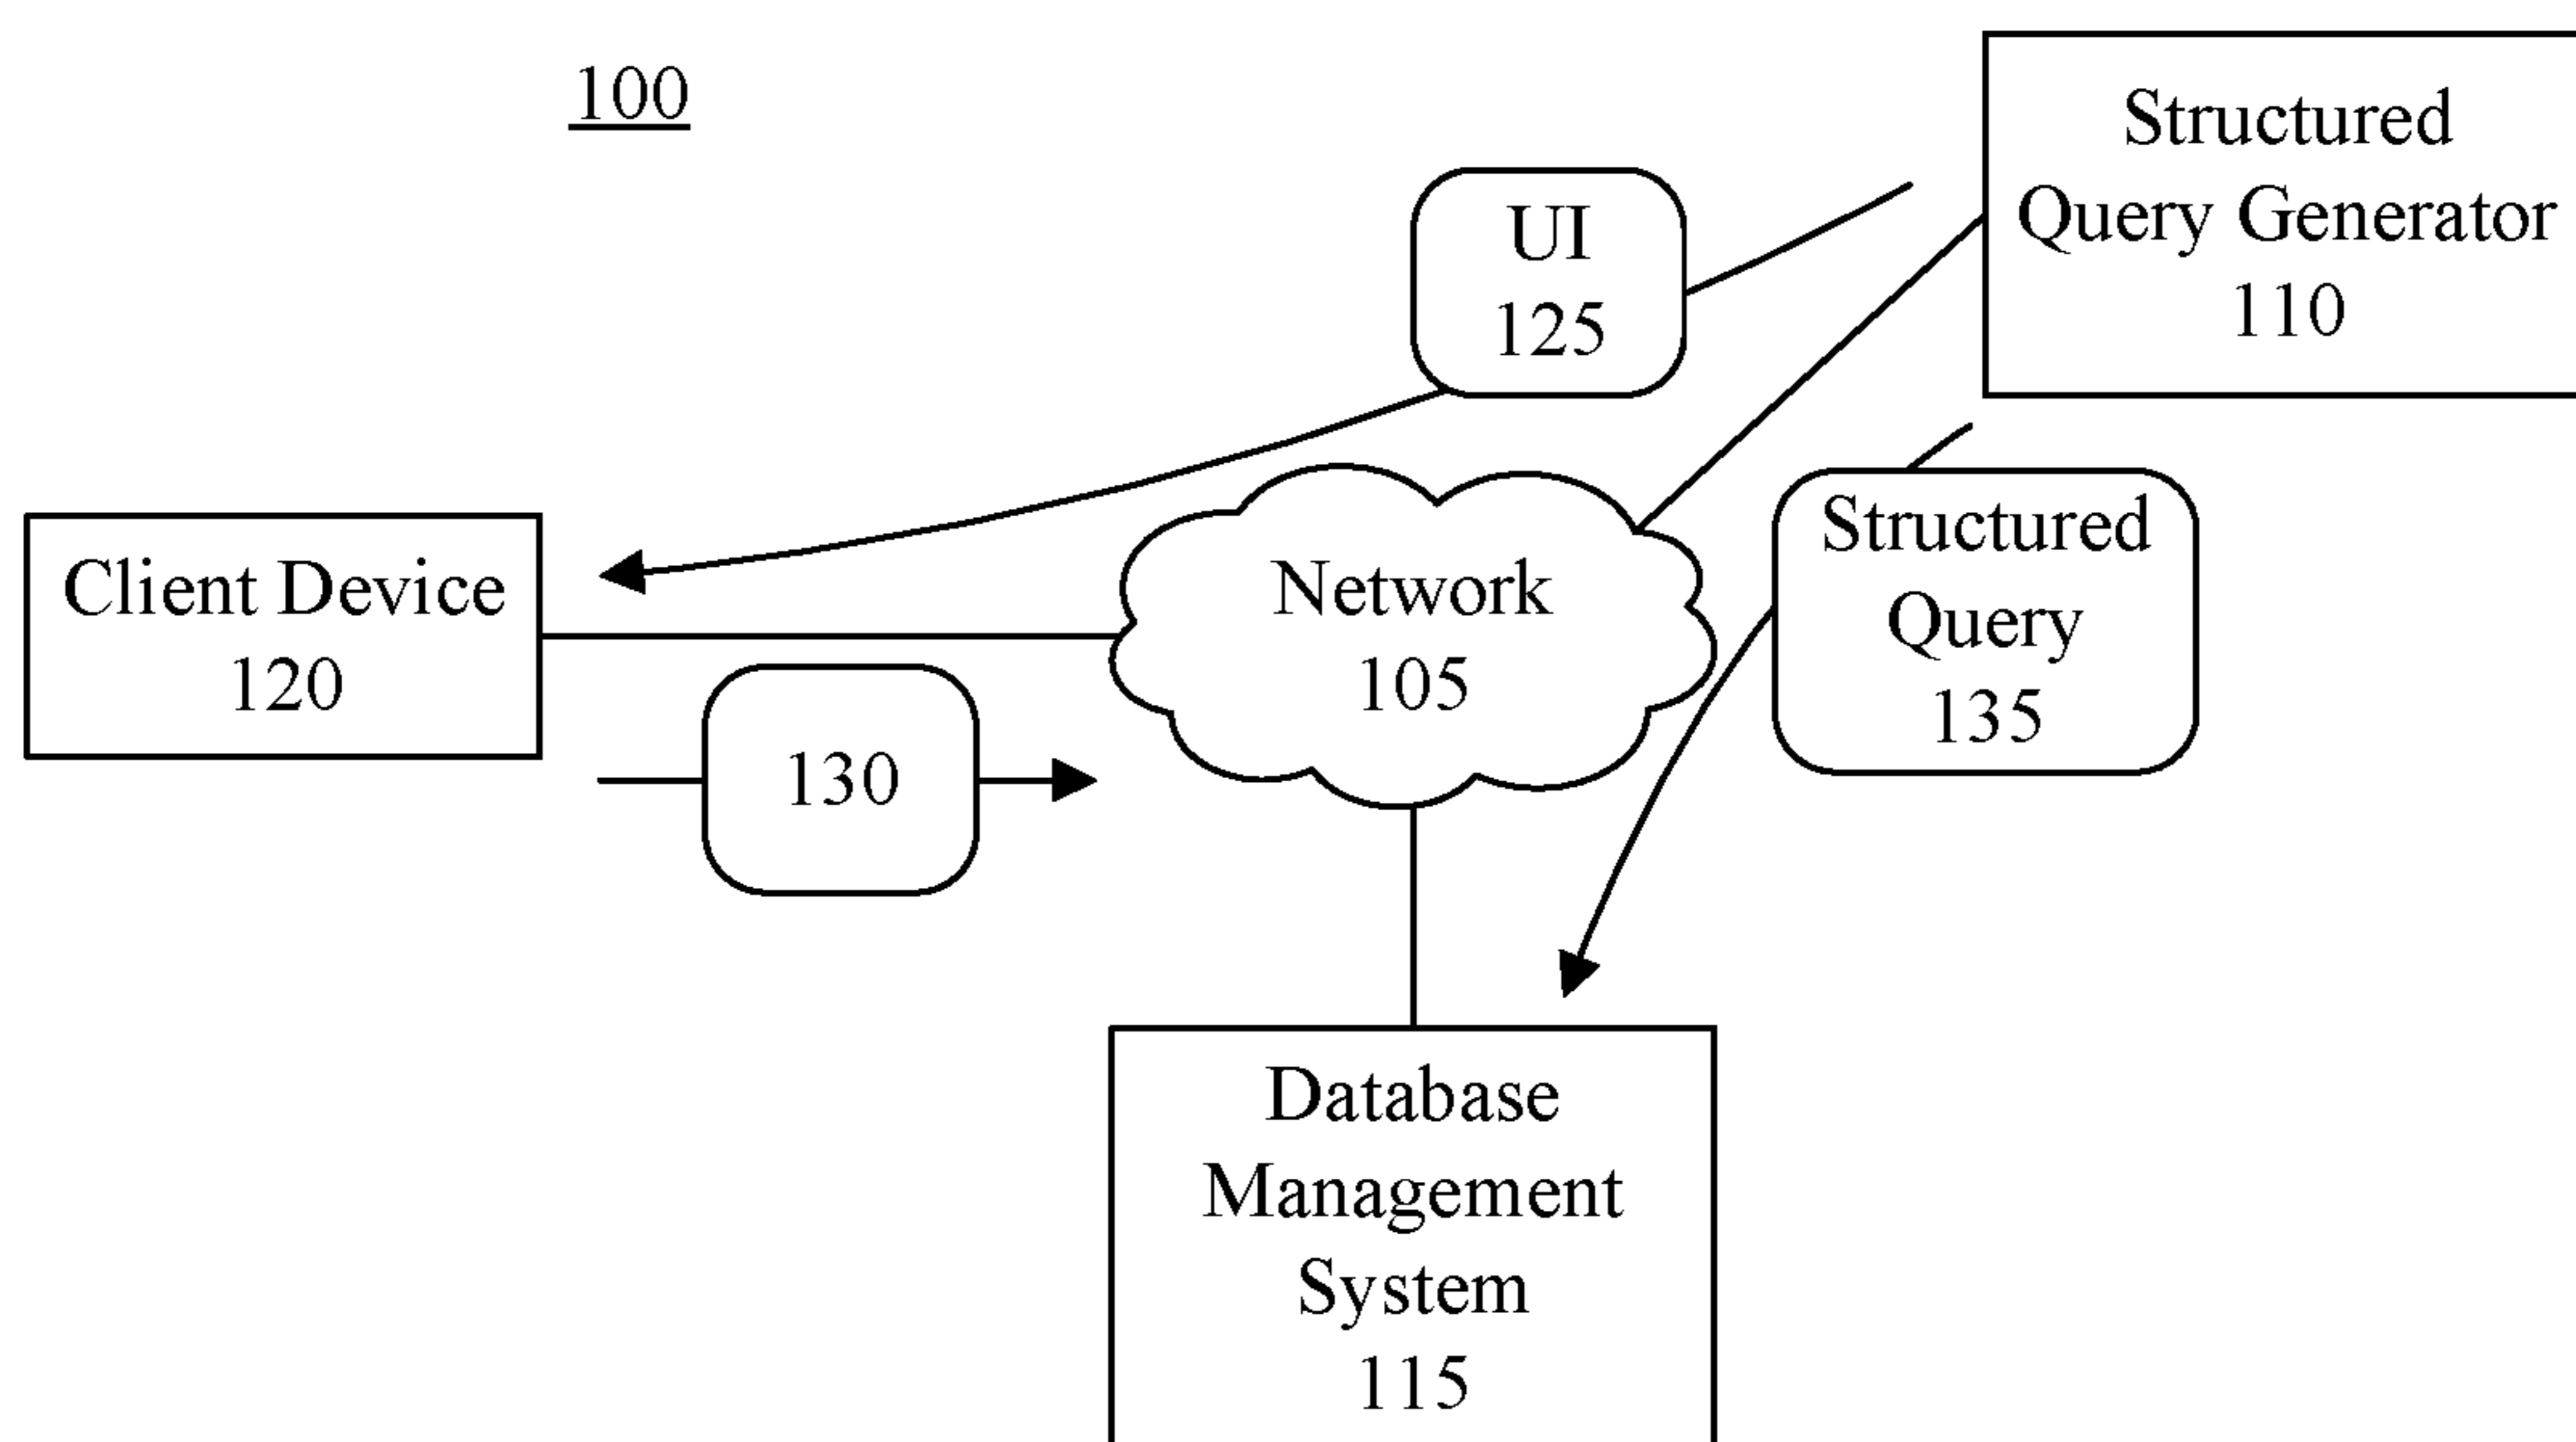 100
Structured
Query Generator
110
UI
125
Client Device
120
Network
105
Structured
Query
135
130
Database
Management
System
115